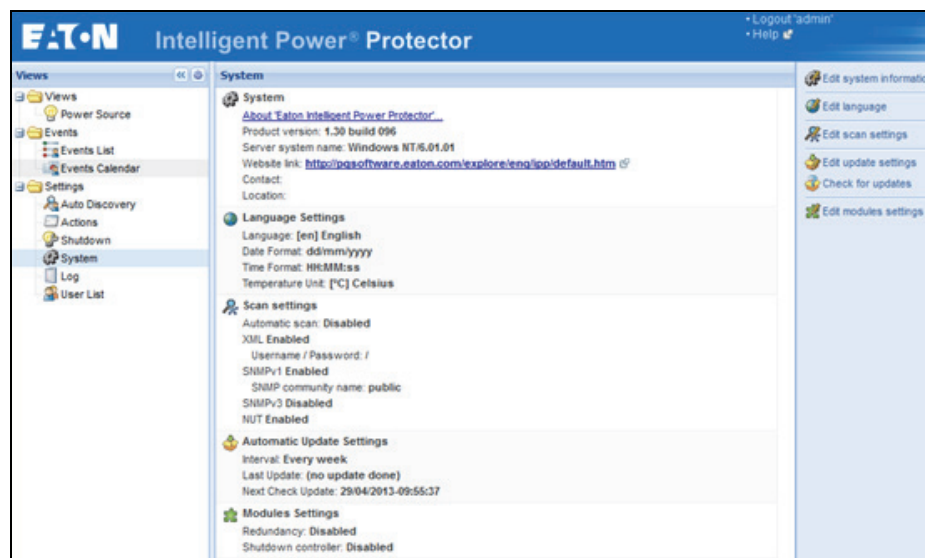 EATON
Intelligent Power® Protector
Logout 'admin'
Help
Views
Views
Power Source
Events
Events List
Events Calendar
Settings
Auto Discovery
Actions
Shutdown
System
Log
User List
System
System
About 'Eaton Intelligent Power Protector'...
Product version: 1.30 build 096
Server system name: Windows NT/6.01.01
Website link: http://pqsoftware.eaton.com/explore/eng/ipp/default.htm
Contact:
Location:
Language Settings
Language: [en] English
Date Format: dd/mm/yyyy
Time Format: HH:MM:ss
Temperature Unit: [°C] Celsius
Scan settings
Automatic scan: Disabled
XML Enabled
Username / Password: /
SNMPv1 Enabled
SNMP community name: public
SNMPv3 Disabled
NUT Enabled
Automatic Update Settings
Interval: Every week
Last Update: (no update done)
Next Check Update: 29/04/2013-09:55:37
Modules Settings
Redundancy: Disabled
Shutdown controller: Disabled
Edit system informatio
Edit language
Edit scan settings
Edit update settings
Check for updates
Edit modules settings